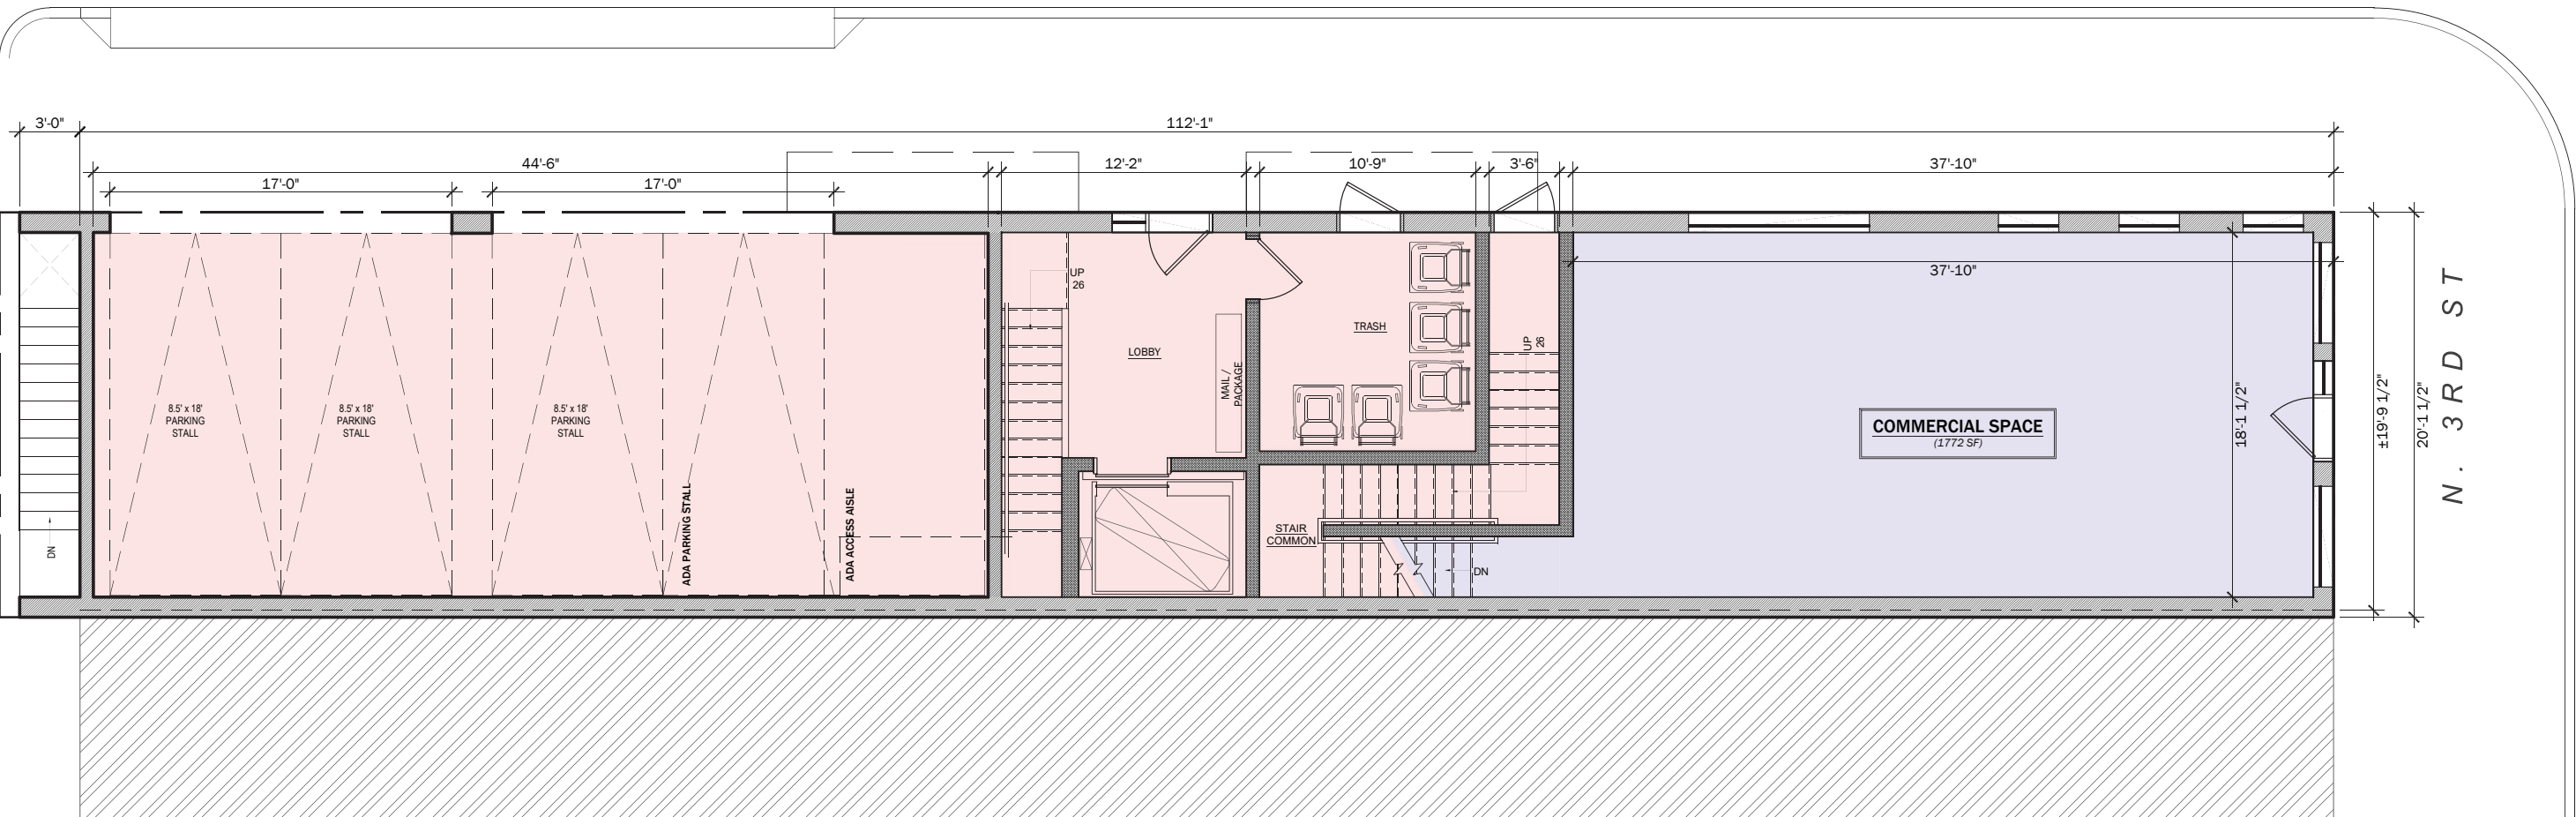 3'-0"
112'-1"
44'-6"
12'-2"
10'-9"
3'-6"
37'-10"
17'-0"
17'-0"
37'-10"
UP
26
LOBBY
MAIL /
PACKAGE
TRASH
UP
26
8.5' x 18'
PARKING
STALL
8.5' x 18'
PARKING
STALL
8.5' x 18'
PARKING
STALL
ADA PARKING STALL
ADA ACCESS AISLE
STAIR
COMMON
DN
DN
COMMERCIAL SPACE
(1772 SF)
18'-1 1/2"
±19'-9 1/2"
20'-1 1/2"
N. 3RD ST